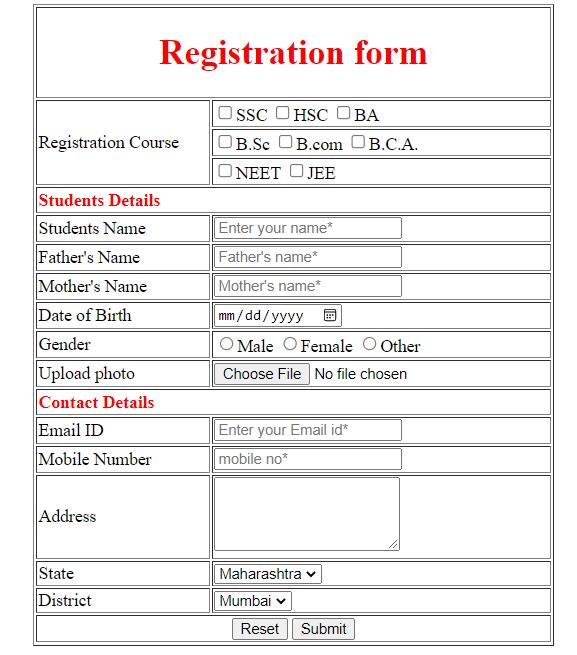 Registration form
SSC HSC BA
Registration Course
B.Sc B.com B.C.A.
NEET JEE
Students Details
Students Name Enter your name*
Father's Name Father's name*
Mother's Name Mother's name*
Date of Birth mm/dd/yyyy
Gender Male Female Other
Upload photo Choose File No file chosen
Contact Details
Email ID Enter your Email id*
Mobile Number mobile no*
Address
State Maharashtra
District Mumbai
Reset Submit